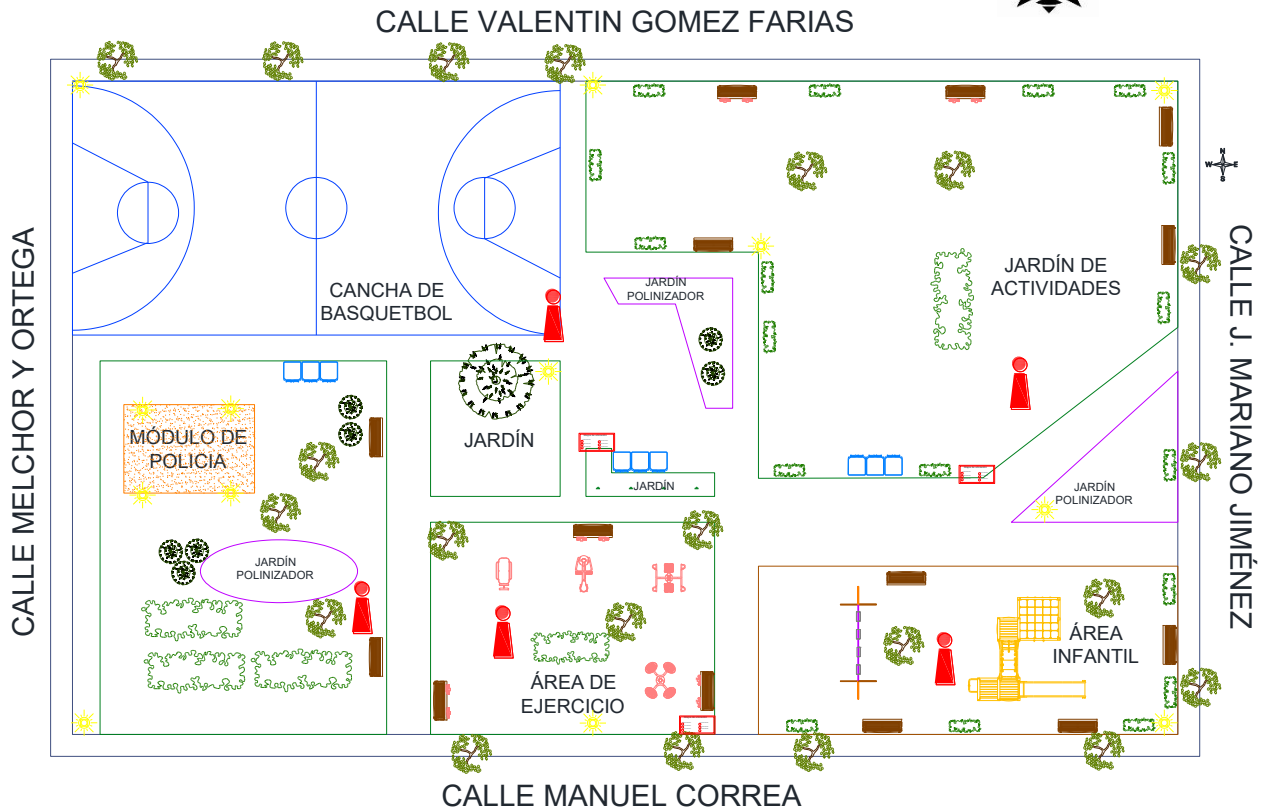 CALLE VALENTIN GOMEZ FARIAS
N
W E
S
CALLE MELCHOR Y ORTEGA
CALLE J. MARIANO JIMÉNEZ
CANCHA DE
BASQUETBOL
JARDÍN
POLINIZADOR
JARDÍN DE
ACTIVIDADES
MÓDULO DE
POLICIA
JARDÍN
JARDÍN
JARDÍN
POLINIZADOR
JARDÍN
POLINIZADOR
ÁREA DE
EJERCICIO
ÁREA
INFANTIL
CALLE MANUEL CORREA